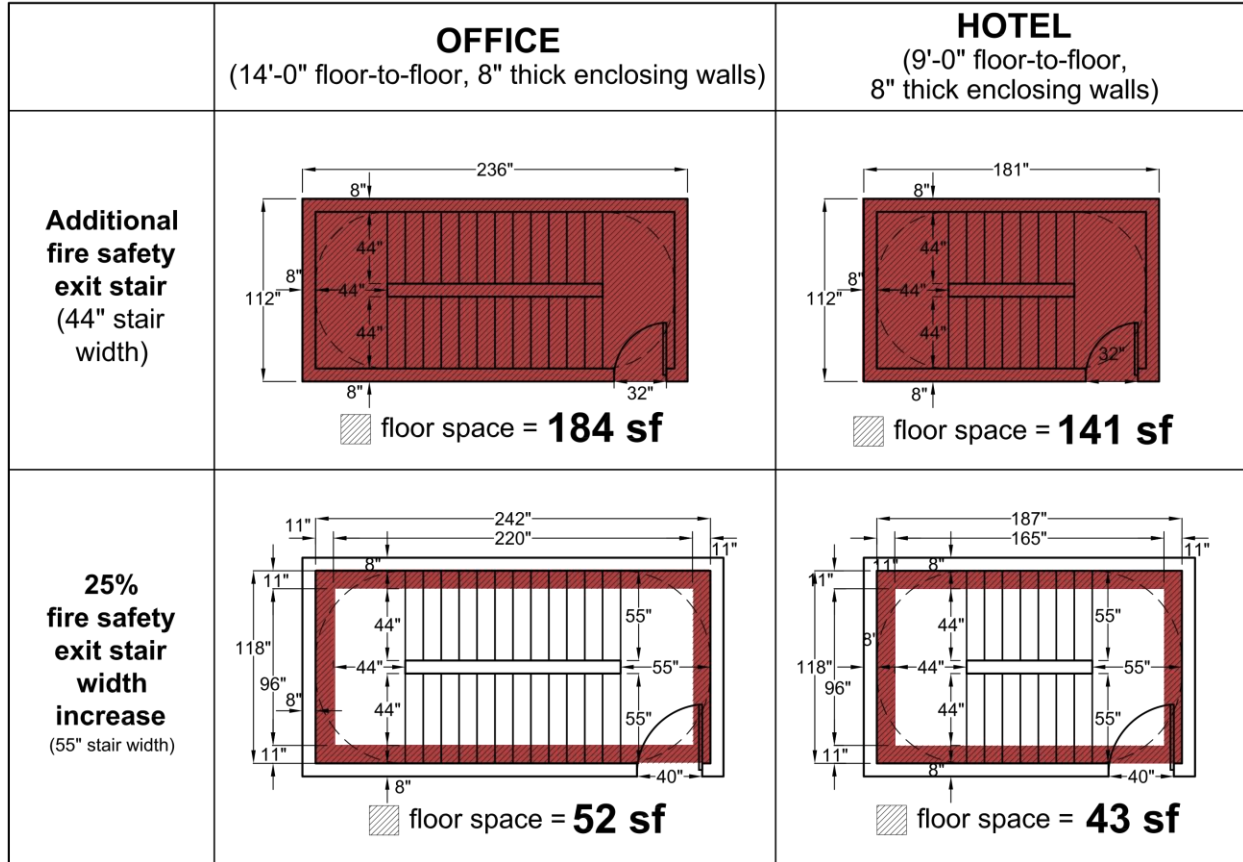 OFFICE
(14'-0" floor-to-floor, 8" thick enclosing walls)
HOTEL
(9'-0" floor-to-floor,
8" thick enclosing walls)
Additional
fire safety
exit stair
(44" stair
width)
236"
8"
44"
8"
44"
112"
44"
8"
32"
floor space = 184 sf
181"
8"
44"
8"
44"
112"
44"
32"
8"
floor space = 141 sf
25%
fire safety
exit stair
width
increase
(55" stair width)
242"
11"
220"
11"
8"
11"
44"
55"
118"
44"
55"
96"
8"
44"
55"
11"
40"
8"
floor space = 52 sf
187"
165"
11"
11"
8"
11"
44"
55"
8'
118"
44"
55"
96"
44"
55"
11"
8"
40"
floor space = 43 sf